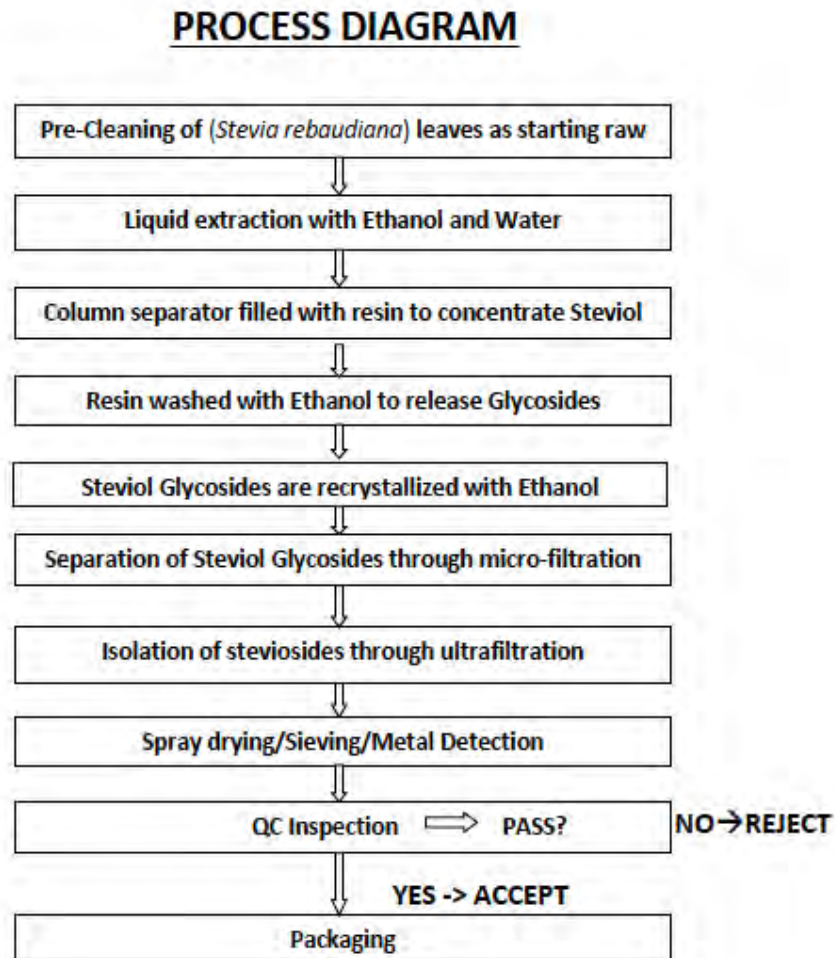 PROCESS DIAGRAM
Pre-Cleaning of (Stevia rebaudiana) leaves as starting raw
Liquid extraction with Ethanol and Water
Column separator filled with resin to concentrate Steviol
Resin washed with Ethanol to release Glycosides
Steviol Glycosides are recrystallized with Ethanol
Separation of Steviol Glycosides through micro-filtration
Isolation of steviosides through ultrafiltration
Spray drying/Sieving/Metal Detection
QC Inspection ⇨ PASS? NO→REJECT
YES -> ACCEPT
Packaging